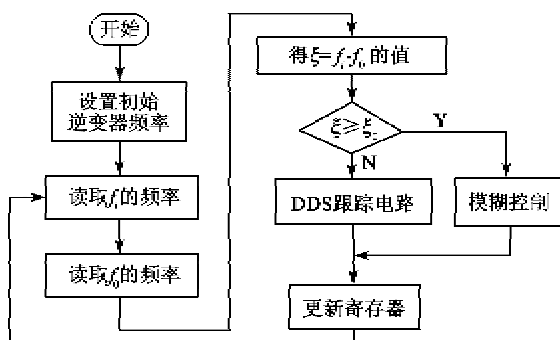 开始
设置初始
逆变器频率
读取f_i的频率
读取f_0的频率
得ξ=f_i-f_0的值
ξ≥ξ_c
Y
N
DDS跟踪电路
模糊控制
更新寄存器